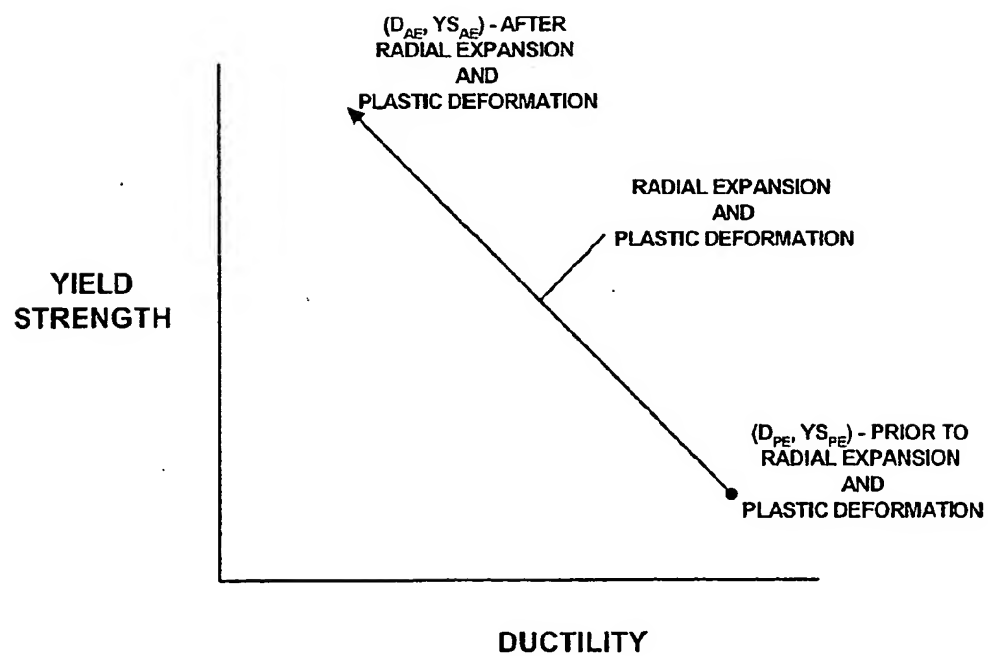 (D_AE, YS_AE) - AFTER
RADIAL EXPANSION
AND
PLASTIC DEFORMATION
RADIAL EXPANSION
AND
PLASTIC DEFORMATION
YIELD
STRENGTH
(D_PE, YS_PE) - PRIOR TO
RADIAL EXPANSION
AND
PLASTIC DEFORMATION
DUCTILITY